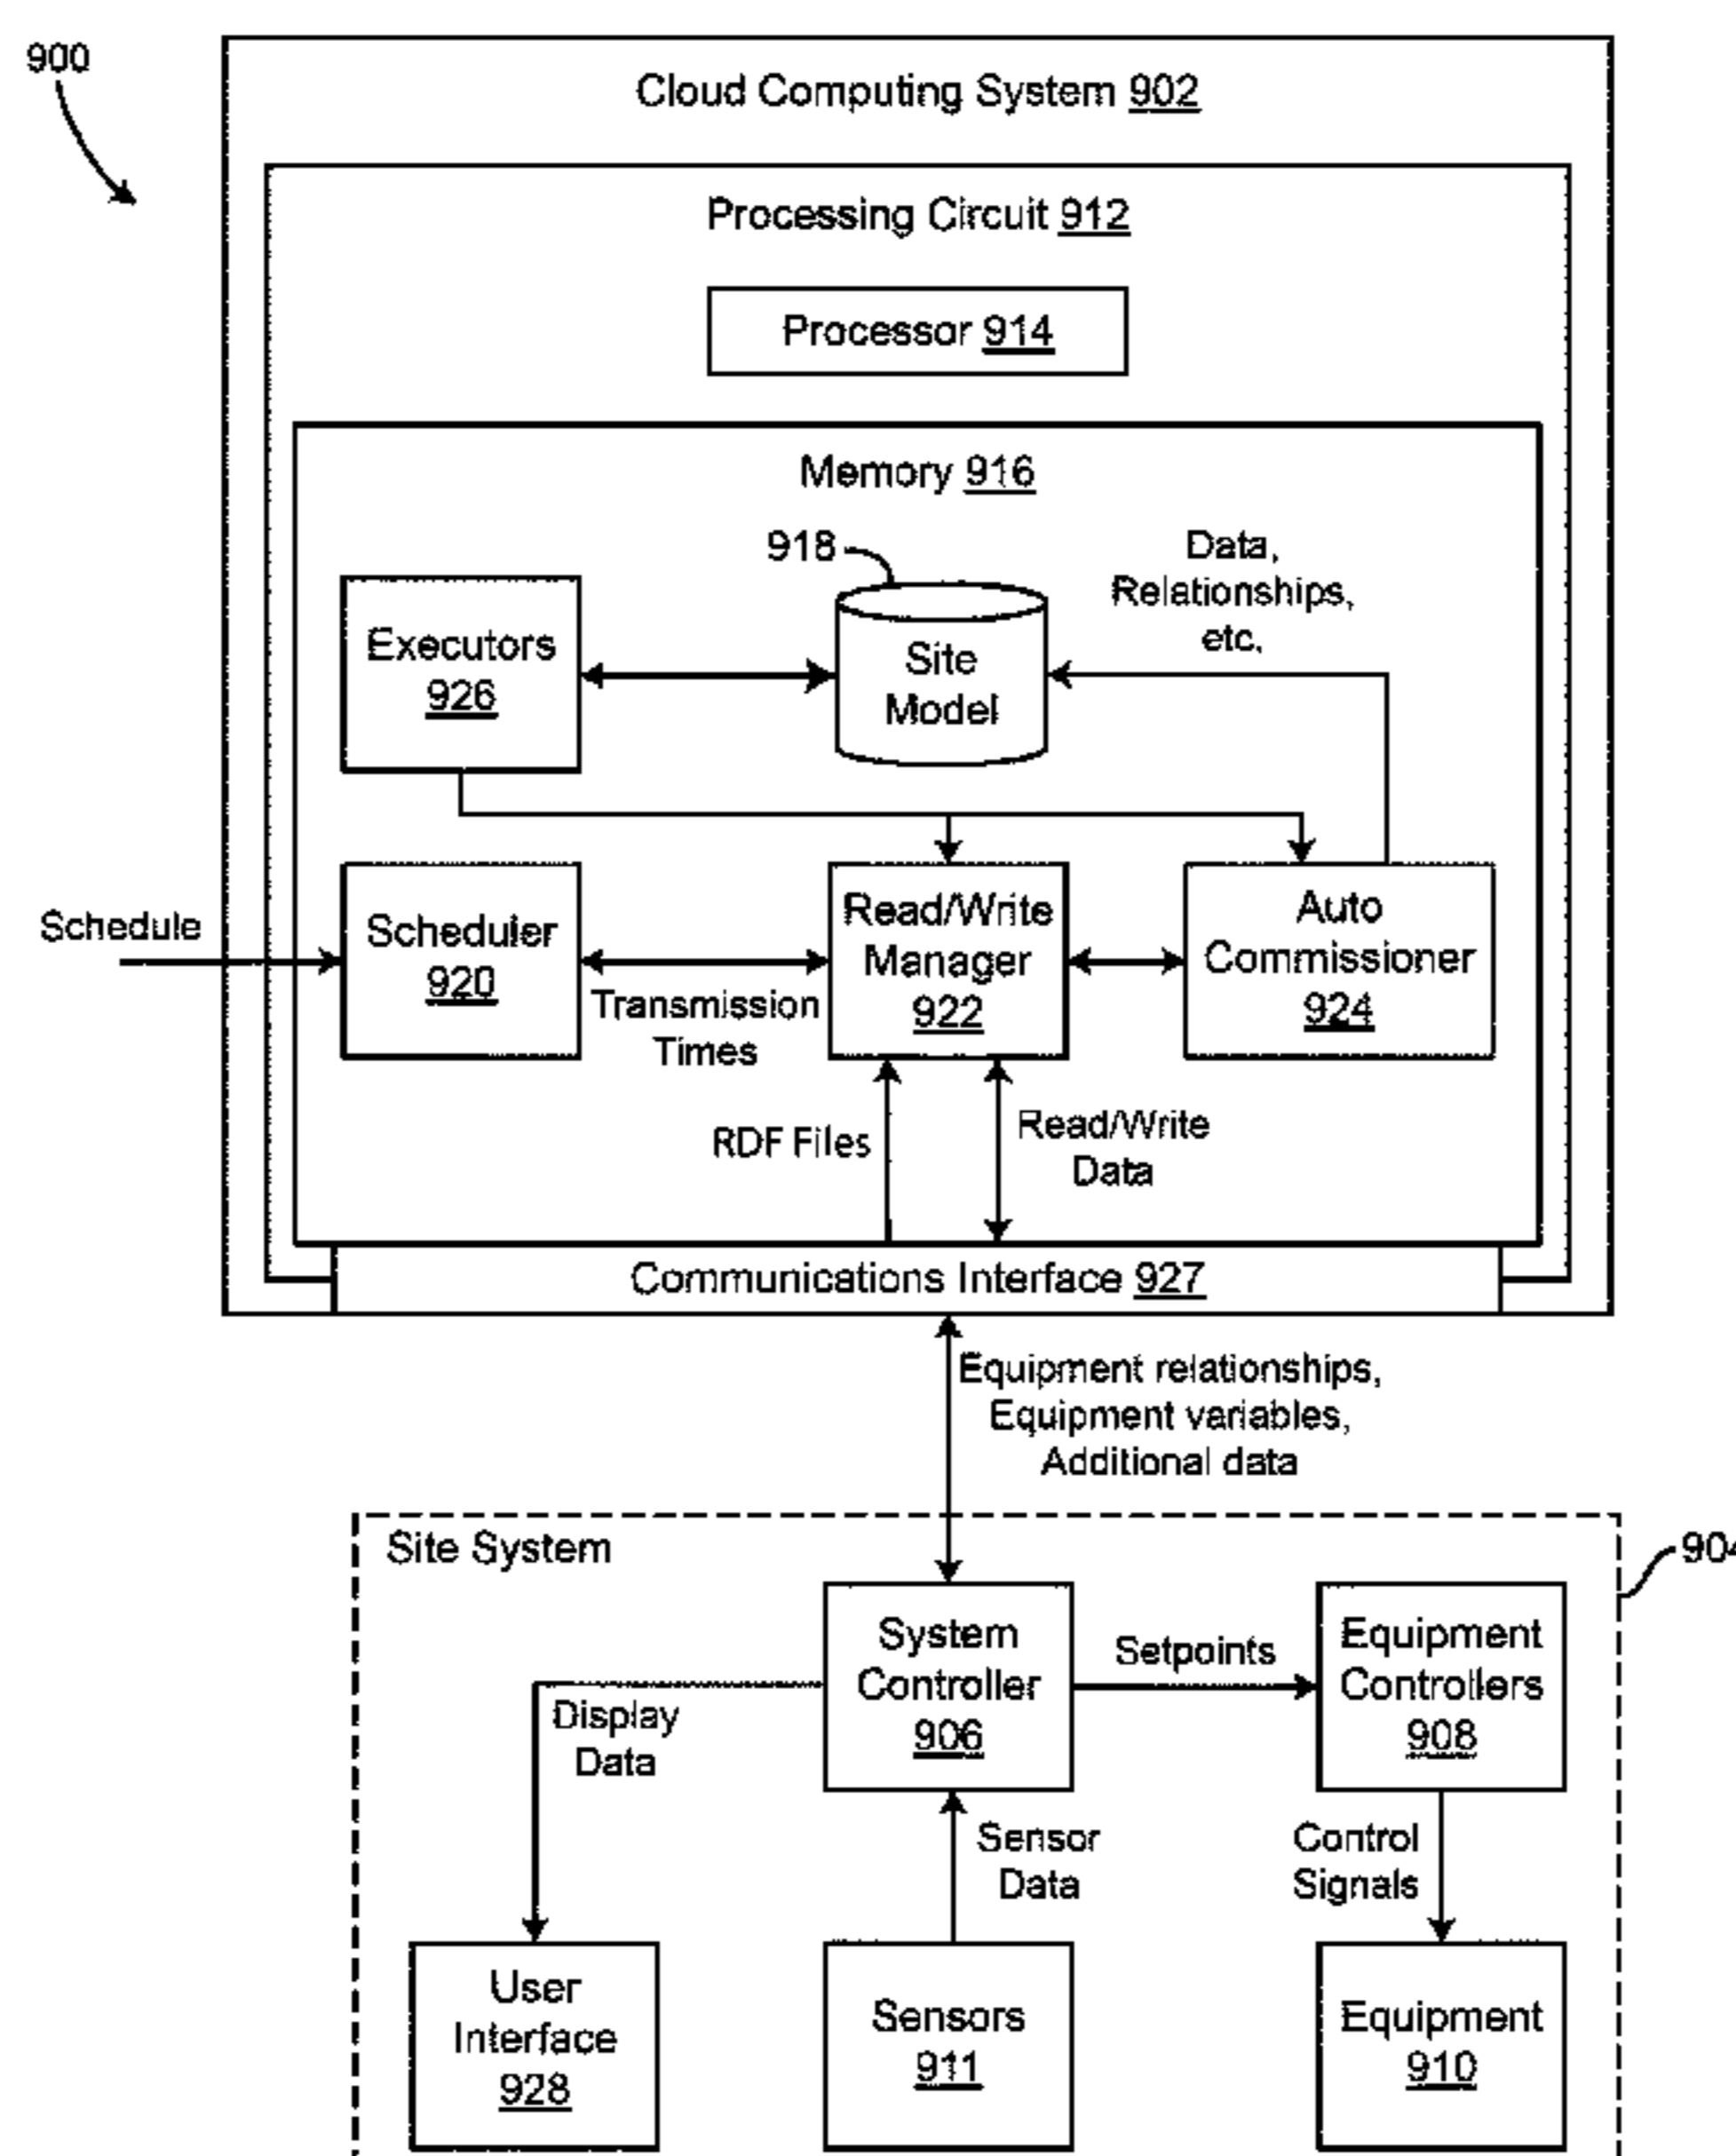 900
Cloud Computing System 902
Processing Circuit 912
Processor 914
Memory 916
918
Data,
Relationships,
etc.
Executors
926
Site
Model
Schedule
Scheduler
920
Transmission
Times
Read/Write
Manager
922
Auto
Commissioner
924
RDF Files
Read/Write
Data
Communications Interface 927
Equipment relationships,
Equipment variables,
Additional data
Site System
904
System
Controller
906
Setpoints
Equipment
Controllers
908
Display
Data
Sensor
Data
Control
Signals
User
Interface
928
Sensors
911
Equipment
910